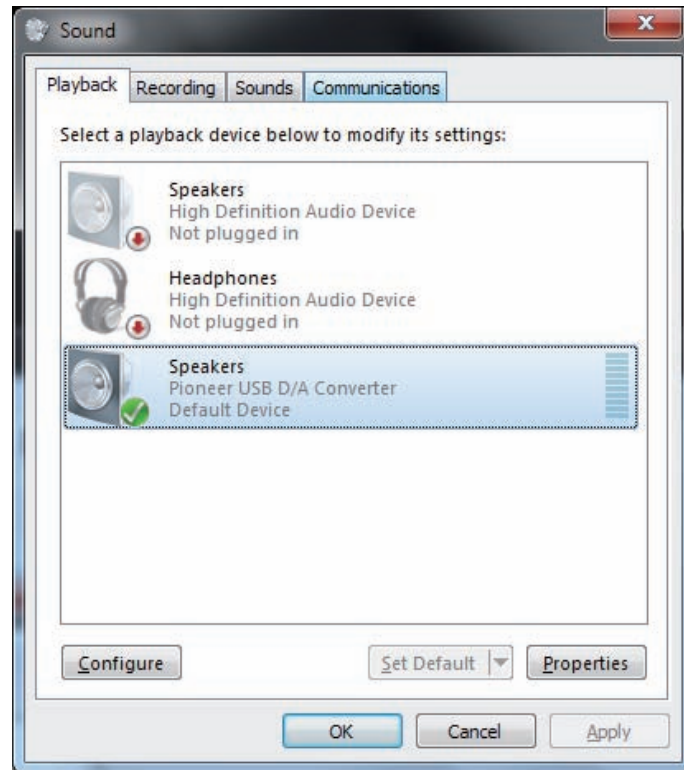 Sound
Playback Recording Sounds Communications
Select a playback device below to modify its settings:
Speakers
High Definition Audio Device
Not plugged in
Headphones
High Definition Audio Device
Not plugged in
Speakers
Pioneer USB D/A Converter
Default Device
Configure Set Default Properties
OK Cancel Apply